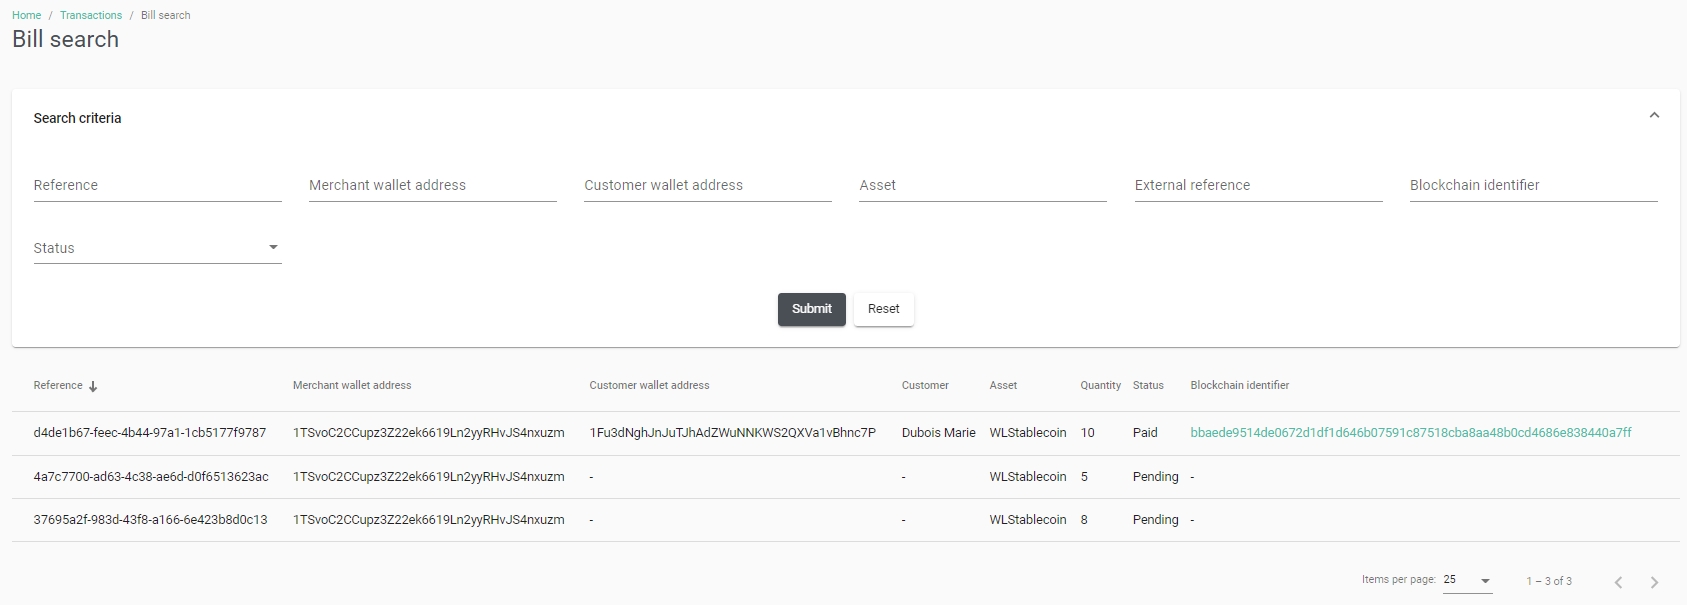 Home / Transactions / Bill search
Bill search
Search criteria
Reference Merchant wallet address Customer wallet address Asset External reference Blockchain identifier
Status
Submit Reset
Reference Merchant wallet address Customer wallet address Customer Asset Quantity Status Blockchain identifier
d4de1b67-feec-4b44-97a1-1cb5177f9787 1TSvoC2CCupz3Z22ek6619Ln2yyRHvJS4nxuzm 1Fu3dNghJnJuTJhAdZWuNNKWS2QXVa1vBhnc7P Dubois Marie WLStablecoin 10 Paid bbaede9514de0672d1df1d646b07591c87518cba8aa48b0cd4686e838440a7ff
4a7c7700-ad63-4c38-ae6d-d0f6513623ac 1TSvoC2CCupz3Z22ek6619Ln2yyRHvJS4nxuzm - - WLStablecoin 5 Pending -
37695a2f-983d-43f8-a166-6e423b8d0c13 1TSvoC2CCupz3Z22ek6619Ln2yyRHvJS4nxuzm - - WLStablecoin 8 Pending -
Items per page: 25 1 – 3 of 3